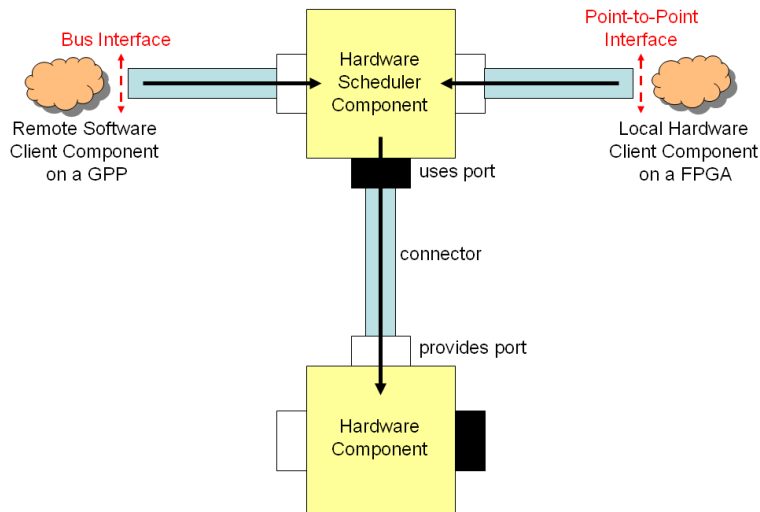 Bus Interface
Point-to-Point
Interface
Hardware
Scheduler
Component
Remote Software
Client Component
on a GPP
Local Hardware
Client Component
on a FPGA
uses port
connector
provides port
Hardware
Component